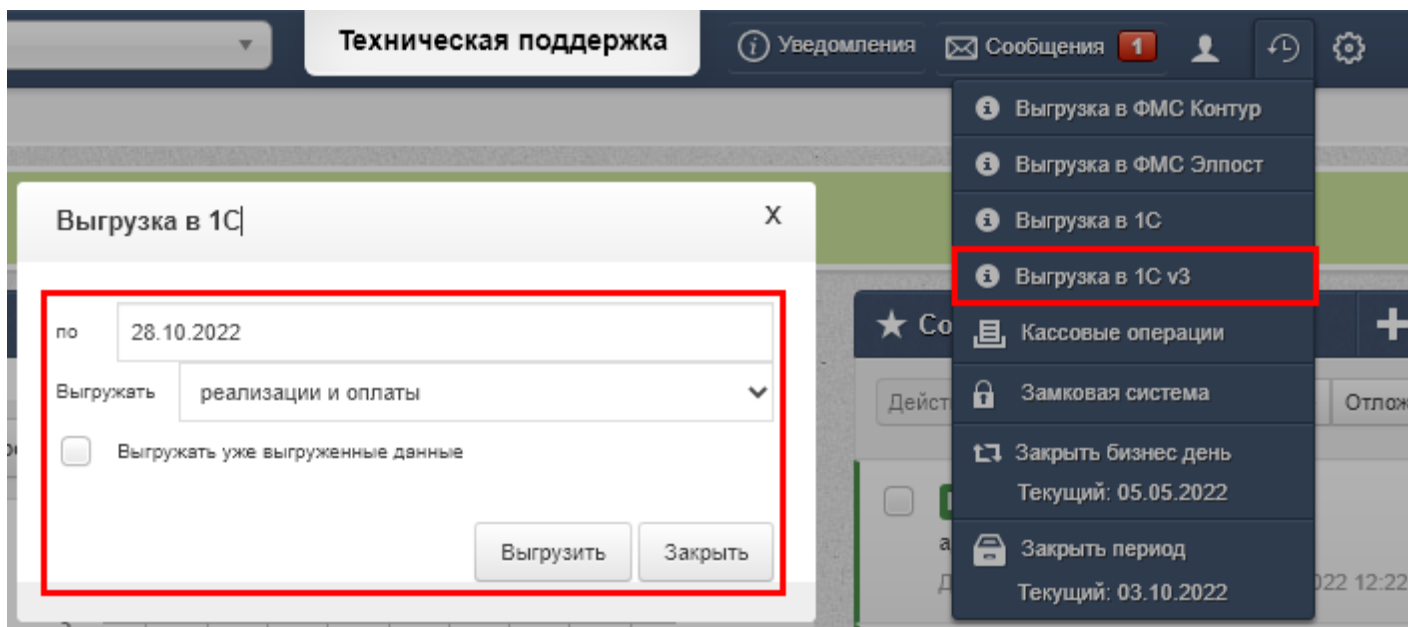 Техническая поддержка
Уведомления
Сообщения 1
Выгрузка в ФМС Контур
Выгрузка в ФМС Элпост
Выгрузка в 1С
Выгрузка в 1С v3
Кассовые операции
Замковая система
Закрыть бизнес день
Текущий: 05.05.2022
Закрыть период
Текущий: 03.10.2022
Выгрузка в 1С
X
по 28.10.2022
Выгружать реализации и оплаты
Выгружать уже выгруженные данные
Выгрузить Закрыть
Со
Дейст
Отлож
022 12:22